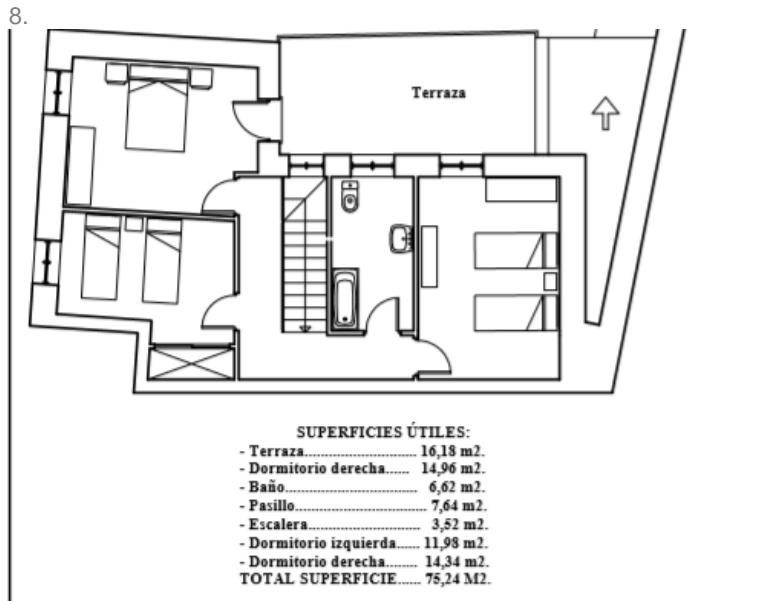 8.
Terraza
SUPERFICIES ÚTILES:
- Terraza........................... 16,18 m2.
- Dormitorio derecha...... 14,96 m2.
- Baño................................ 6,62 m2.
- Pasillo............................. 7,64 m2.
- Escalera........................... 3,52 m2.
- Dormitorio izquierda..... 11,98 m2.
- Dormitorio derecha........ 14,34 m2.
TOTAL SUPERFICIE...... 75,24 M2.